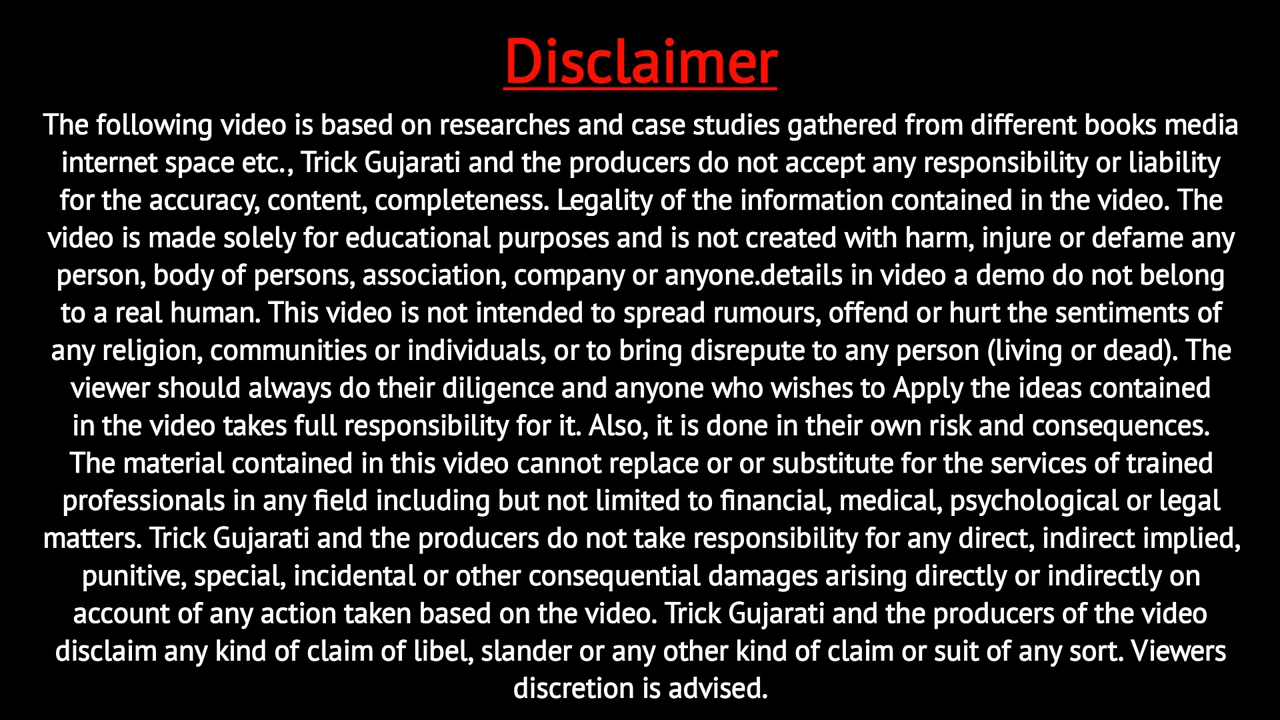 Disclaimer
The following video is based on researches and case studies gathered from different books media
internet space etc., Trick Gujarati and the producers do not accept any responsibility or liability
for the accuracy, content, completeness. Legality of the information contained in the video. The
video is made solely for educational purposes and is not created with harm, injure or defame any
person, body of persons, association, company or anyone.details in video a demo do not belong
to a real human. This video is not intended to spread rumours, offend or hurt the sentiments of
any religion, communities or individuals, or to bring disrepute to any person (living or dead). The
viewer should always do their diligence and anyone who wishes to Apply the ideas contained
in the video takes full responsibility for it. Also, it is done in their own risk and consequences.
The material contained in this video cannot replace or or substitute for the services of trained
professionals in any field including but not limited to financial, medical, psychological or legal
matters. Trick Gujarati and the producers do not take responsibility for any direct, indirect implied,
punitive, special, incidental or other consequential damages arising directly or indirectly on
account of any action taken based on the video. Trick Gujarati and the producers of the video
disclaim any kind of claim of libel, slander or any other kind of claim or suit of any sort. Viewers
discretion is advised.